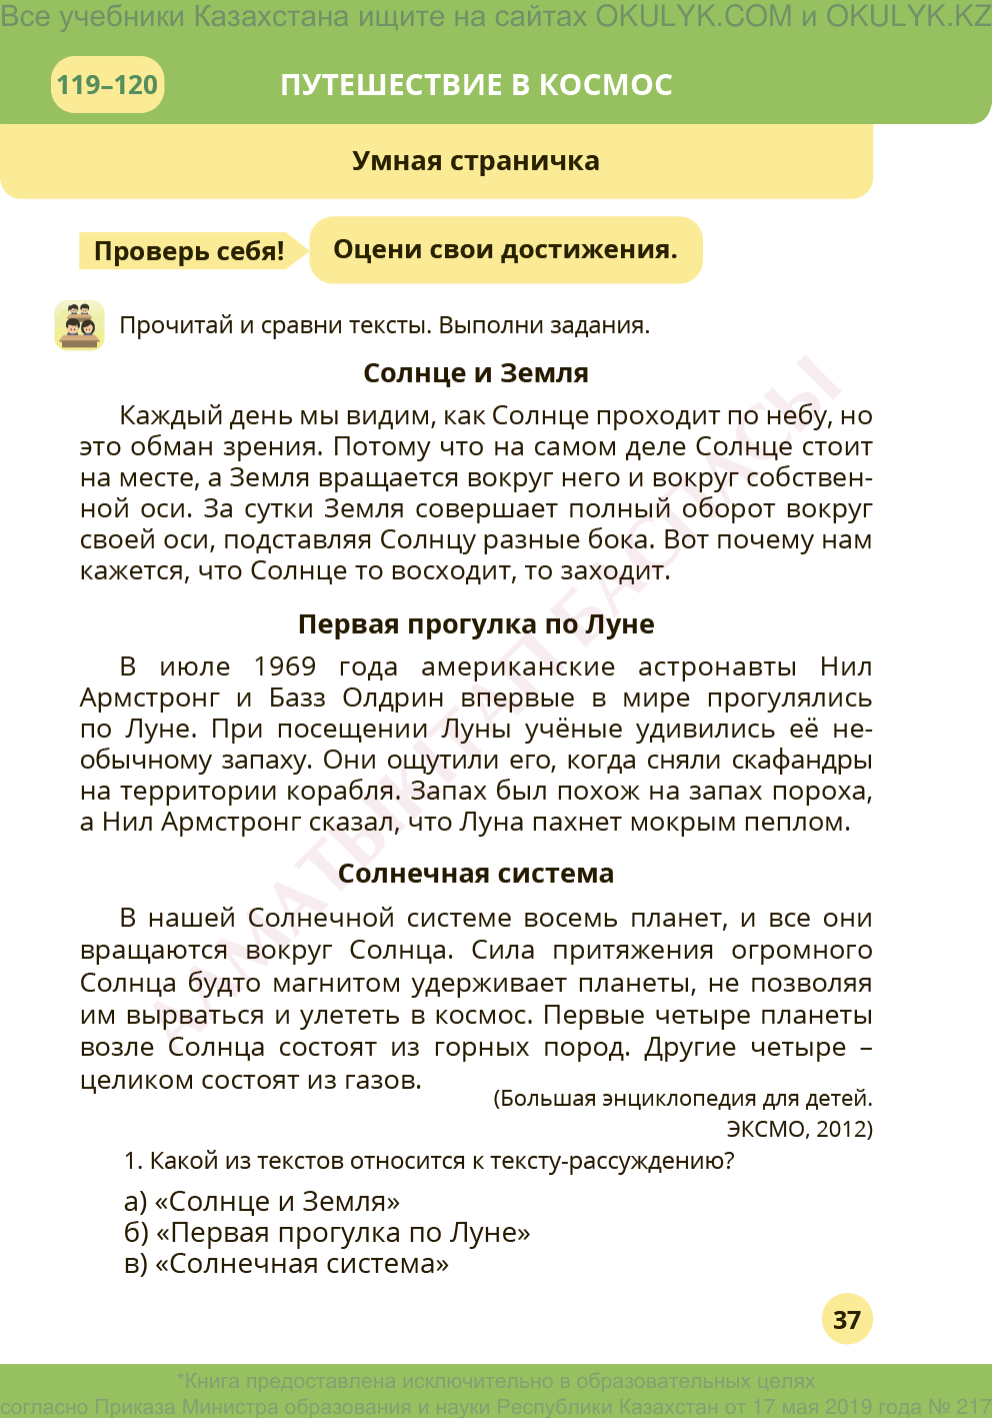 Все учебники Казахстана ищите на сайтах OKULYK.COM и OKULYK.KZ
119–120
ПУТЕШЕСТВИЕ В КОСМОС
Умная страничка
Проверь себя!
Оцени свои достижения.
Прочитай и сравни тексты. Выполни задания.
Солнце и Земля
Каждый день мы видим, как Солнце проходит по небу, но
это обман зрения. Потому что на самом деле Солнце стоит
на месте, а Земля вращается вокруг него и вокруг собствен-
ной оси. За сутки Земля совершает полный оборот вокруг
своей оси, подставляя Солнцу разные бока. Вот почему нам
кажется, что Солнце то восходит, то заходит.
Первая прогулка по Луне
В июле 1969 года американские астронавты Нил
Армстронг и Базз Олдрин впервые в мире прогулялись
по Луне. При посещении Луны учёные удивились её не-
обычному запаху. Они ощутили его, когда сняли скафандры
на территории корабля. Запах был похож на запах пороха,
а Нил Армстронг сказал, что Луна пахнет мокрым пеплом.
Солнечная система
В нашей Солнечной системе восемь планет, и все они
вращаются вокруг Солнца. Сила притяжения огромного
Солнца будто магнитом удерживает планеты, не позволяя
им вырваться и улететь в космос. Первые четыре планеты
возле Солнца состоят из горных пород. Другие четыре –
целиком состоят из газов.
(Большая энциклопедия для детей.
ЭКСМО, 2012)
1. Какой из текстов относится к тексту-рассуждению?
а) «Солнце и Земля»
б) «Первая прогулка по Луне»
в) «Солнечная система»
37
АЛМАТЫКІТАП БАСПАСЫ
*Книга предоставлена исключительно в образовательных целях
согласно Приказа Министра образования и науки Республики Казахстан от 17 мая 2019 года № 217